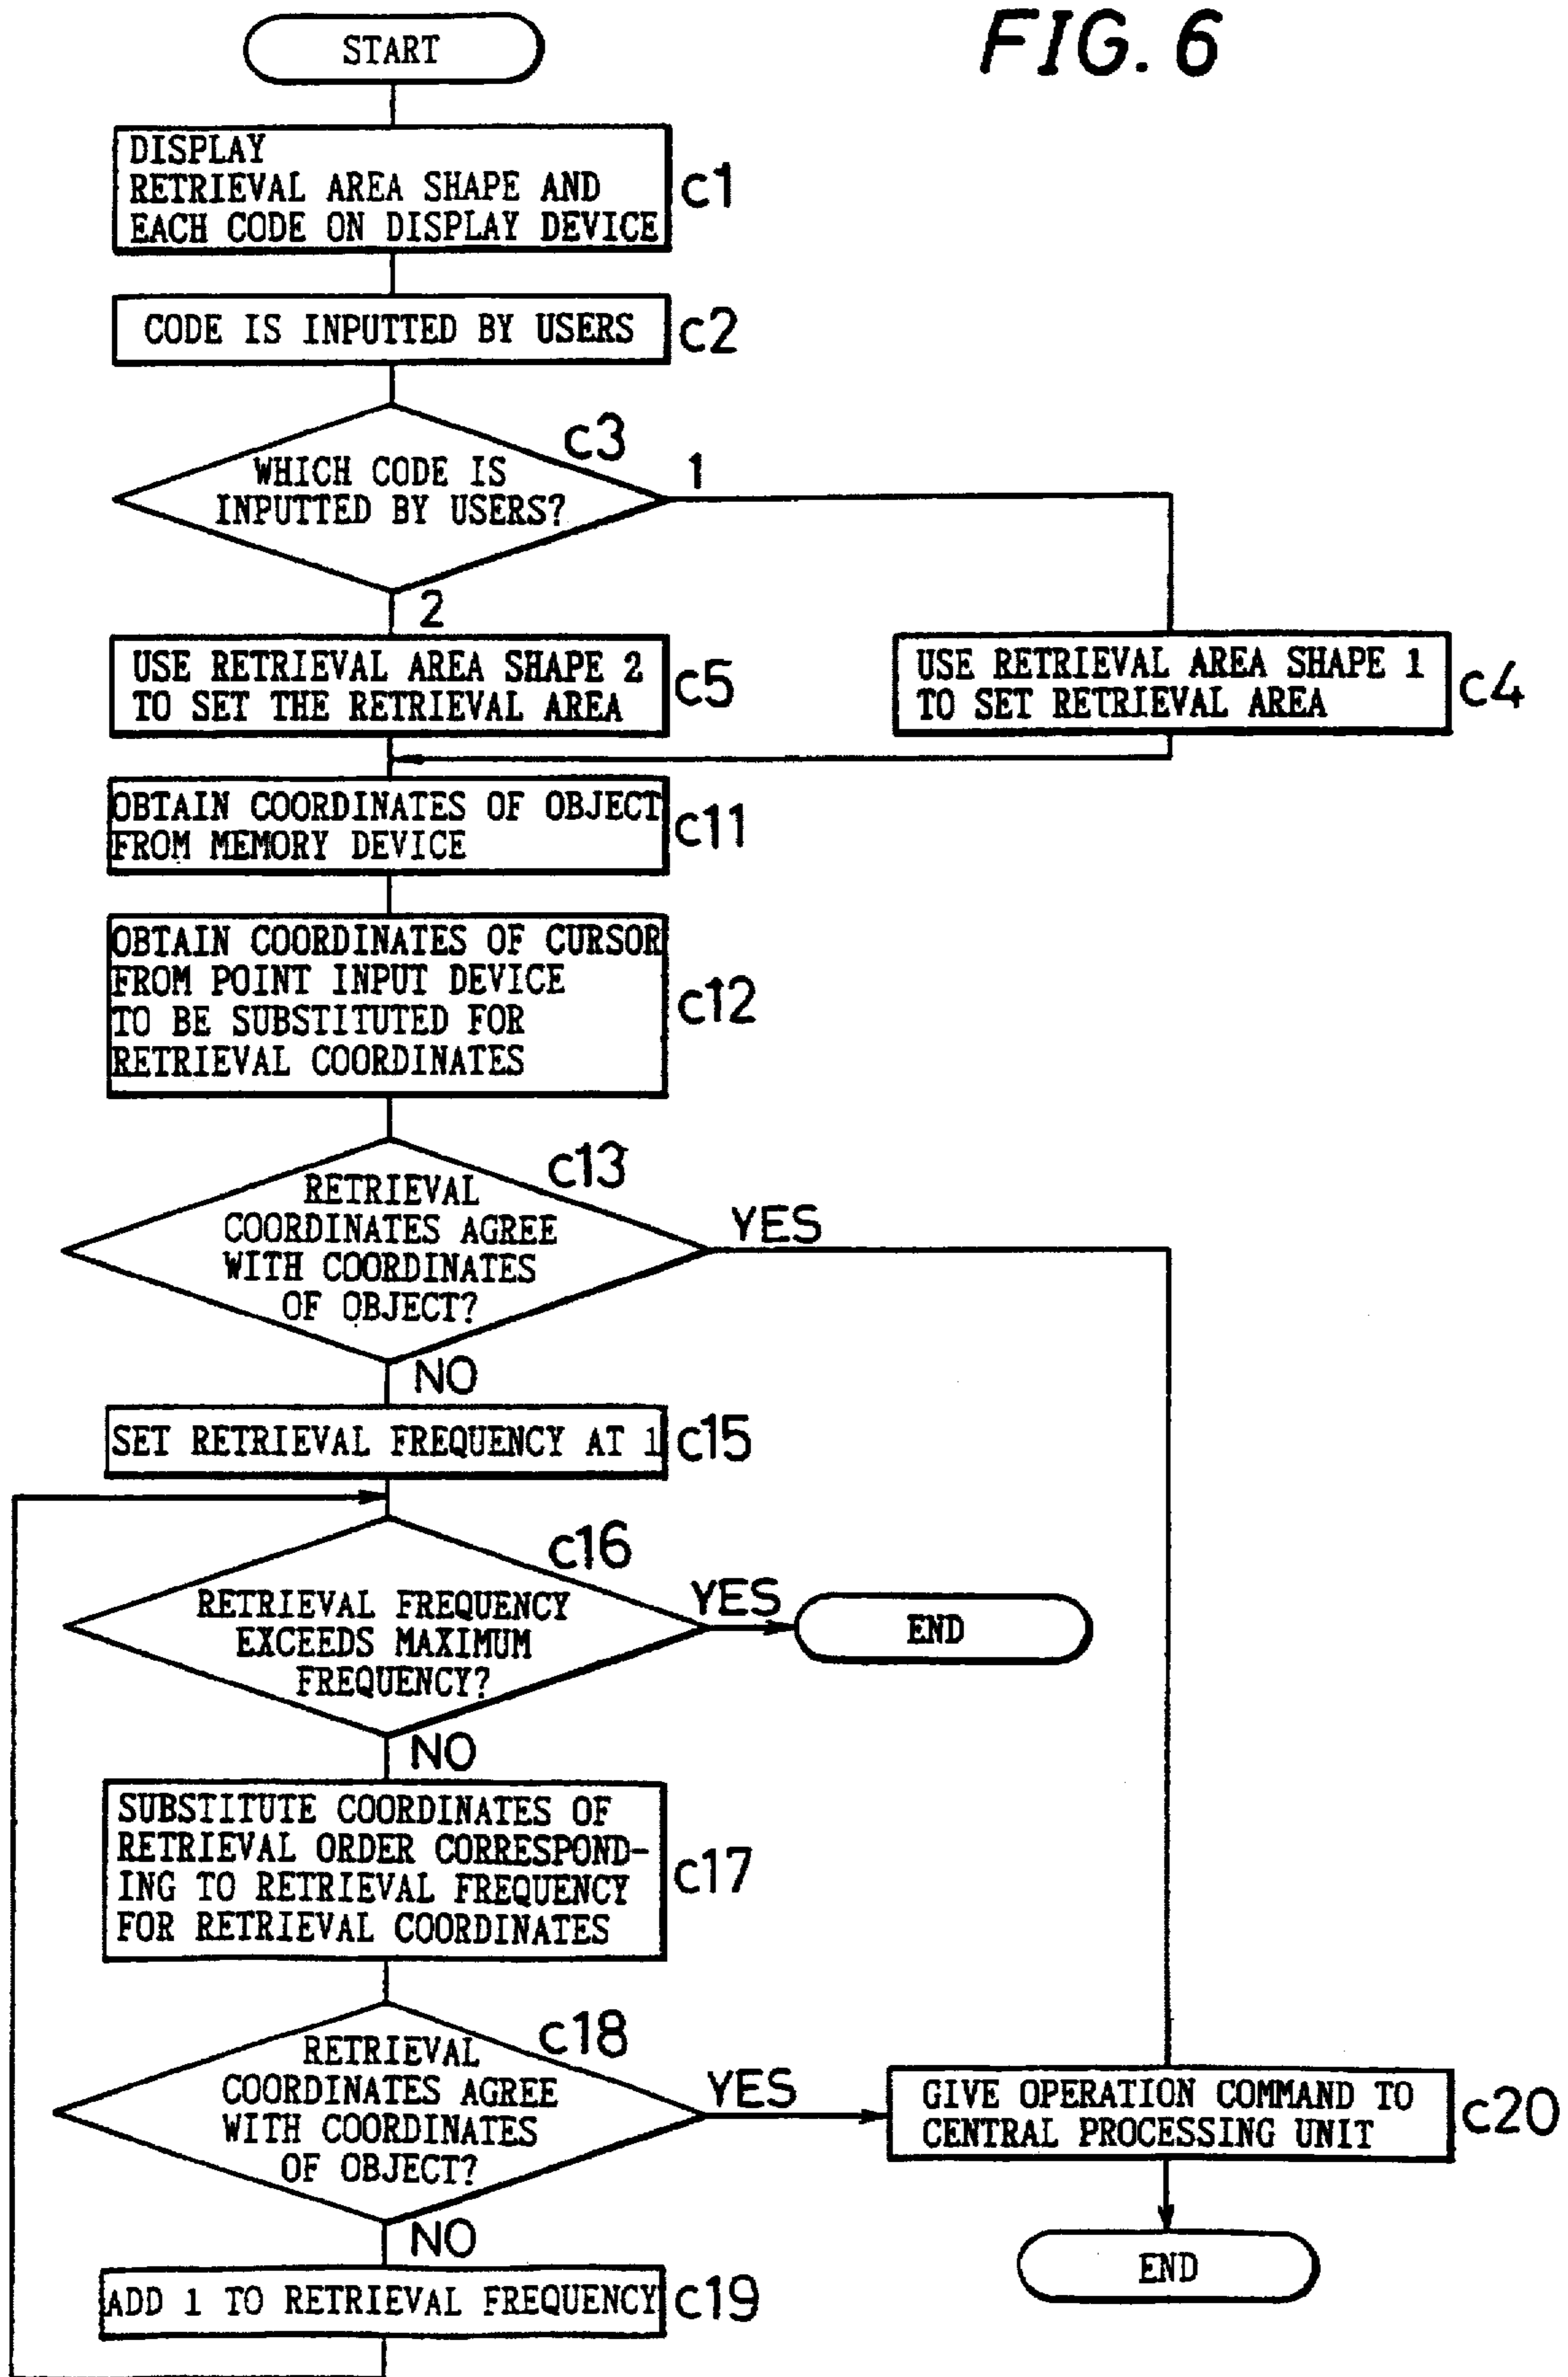 FIG. 6
START
DISPLAY
RETRIEVAL AREA SHAPE AND
EACH CODE ON DISPLAY DEVICE
c1
CODE IS INPUTTED BY USERS
c2
c3
WHICH CODE IS
INPUTTED BY USERS?
1
2
USE RETRIEVAL AREA SHAPE 2
TO SET THE RETRIEVAL AREA
c5
USE RETRIEVAL AREA SHAPE 1
TO SET RETRIEVAL AREA
c4
OBTAIN COORDINATES OF OBJECT
FROM MEMORY DEVICE
c11
OBTAIN COORDINATES OF CURSOR
FROM POINT INPUT DEVICE
TO BE SUBSTITUTED FOR
RETRIEVAL COORDINATES
c12
c13
RETRIEVAL
COORDINATES AGREE
WITH COORDINATES
OF OBJECT?
YES
NO
SET RETRIEVAL FREQUENCY AT 1
c15
c16
RETRIEVAL FREQUENCY
EXCEEDS MAXIMUM
FREQUENCY?
YES
END
NO
SUBSTITUTE COORDINATES OF
RETRIEVAL ORDER CORRESPOND-
ING TO RETRIEVAL FREQUENCY
FOR RETRIEVAL COORDINATES
c17
c18
RETRIEVAL
COORDINATES AGREE
WITH COORDINATES
OF OBJECT?
YES
GIVE OPERATION COMMAND TO
CENTRAL PROCESSING UNIT
c20
NO
END
ADD 1 TO RETRIEVAL FREQUENCY
c19